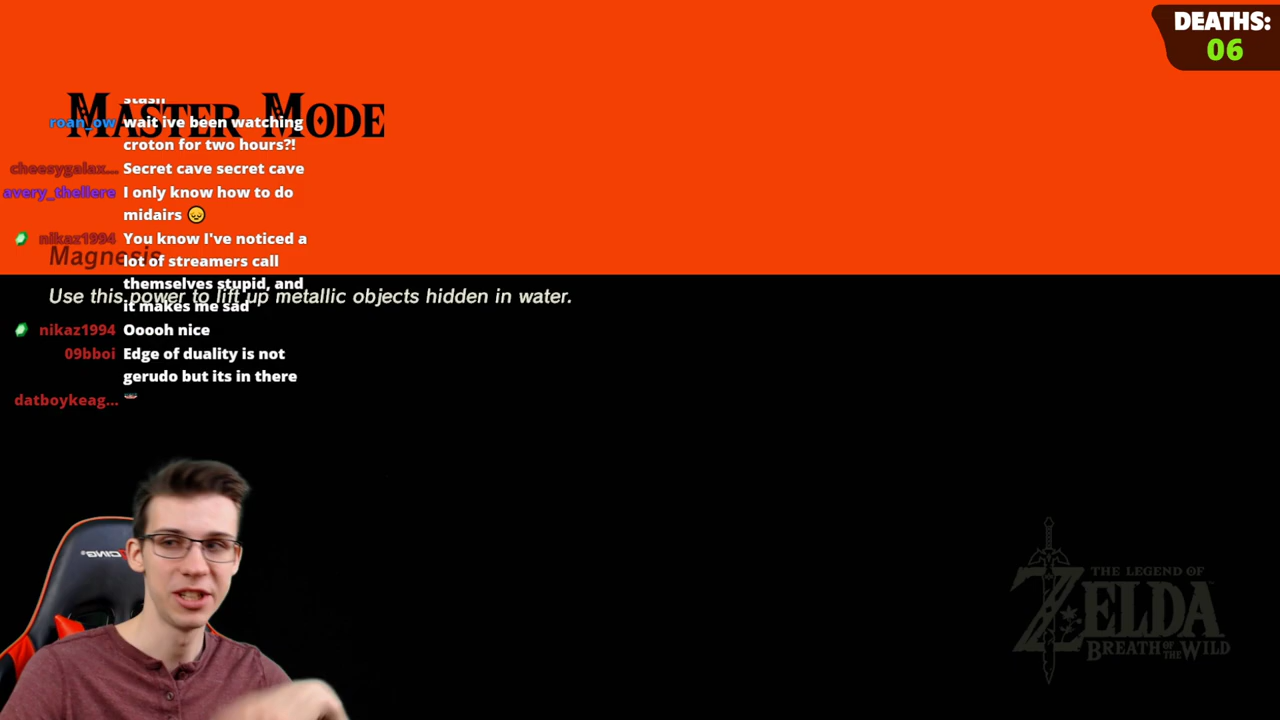 DEATHS:
06
MASTER MODE
stash
roan_ow wait ive been watching
croton for two hours?!
cheesygalax... Secret cave secret cave
avery_thellere I only know how to do
midairs 😔
nikaz1994 You know I've noticed a
lot of streamers call
themselves stupid, and
it makes me sad
Magnesis
Use this power to lift up metallic objects hidden in water.
nikaz1994 Ooooh nice
09bboi Edge of duality is not
gerudo but its in there
datboykeag...
THE LEGEND OF
ZELDA
BREATH OF THE WILD